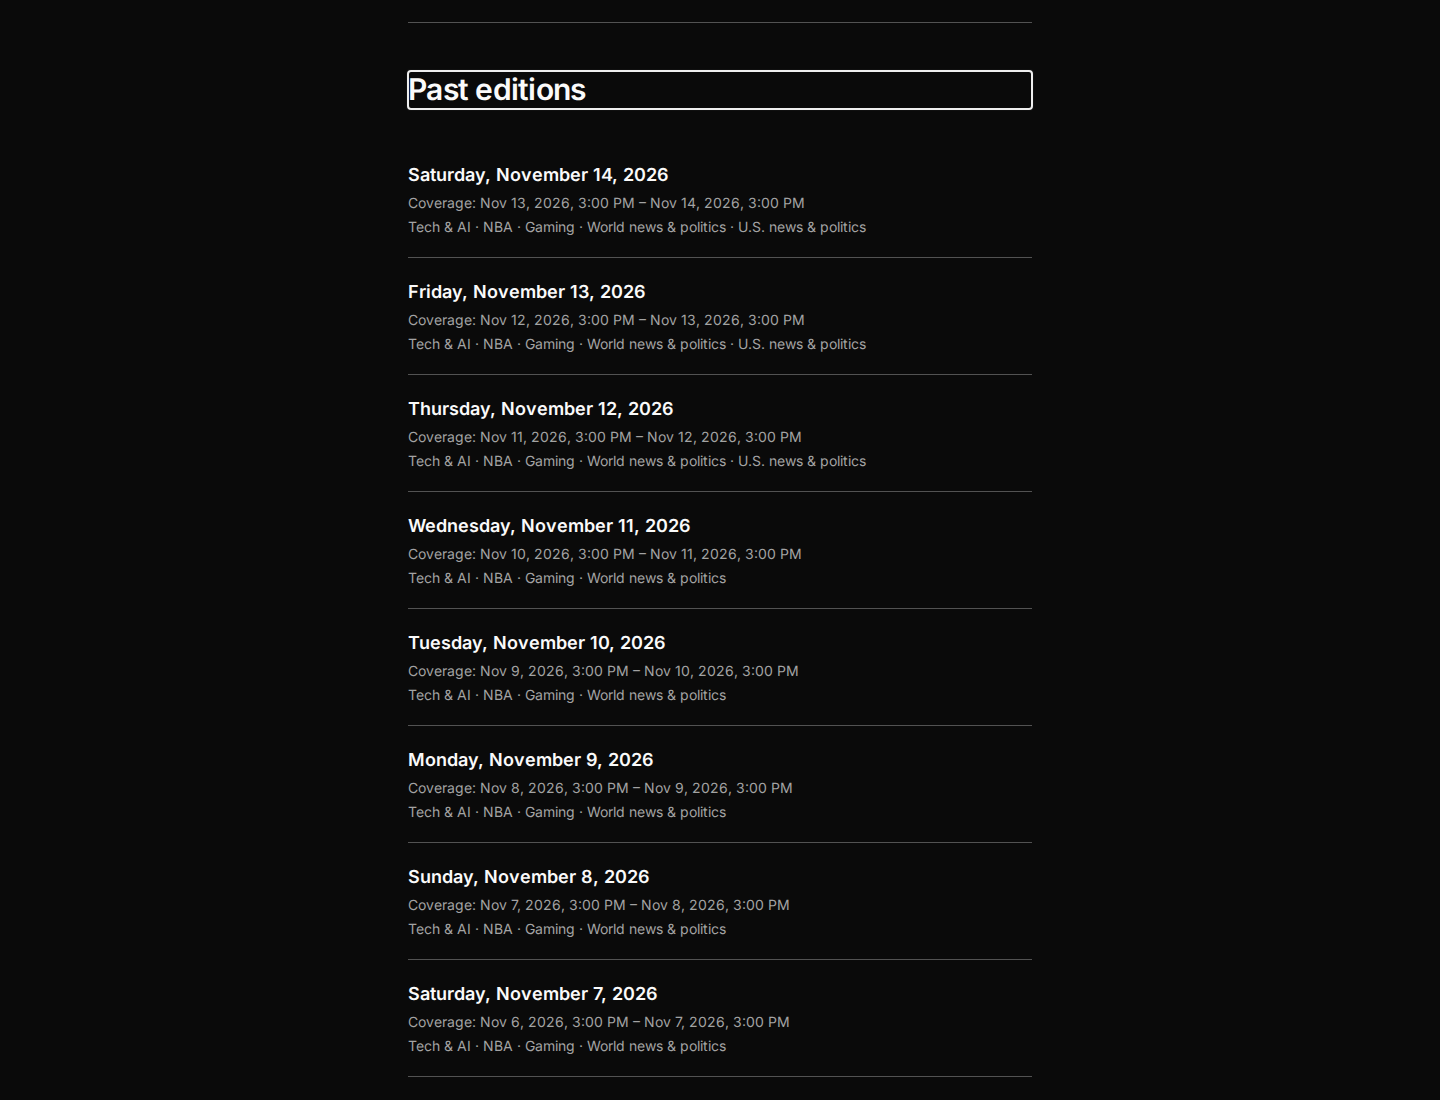 Past editions
Saturday, November 14, 2026
Coverage: Nov 13, 2026, 3:00 PM – Nov 14, 2026, 3:00 PM
Tech & AI · NBA · Gaming · World news & politics · U.S. news & politics
Friday, November 13, 2026
Coverage: Nov 12, 2026, 3:00 PM – Nov 13, 2026, 3:00 PM
Tech & AI · NBA · Gaming · World news & politics · U.S. news & politics
Thursday, November 12, 2026
Coverage: Nov 11, 2026, 3:00 PM – Nov 12, 2026, 3:00 PM
Tech & AI · NBA · Gaming · World news & politics · U.S. news & politics
Wednesday, November 11, 2026
Coverage: Nov 10, 2026, 3:00 PM – Nov 11, 2026, 3:00 PM
Tech & AI · NBA · Gaming · World news & politics
Tuesday, November 10, 2026
Coverage: Nov 9, 2026, 3:00 PM – Nov 10, 2026, 3:00 PM
Tech & AI · NBA · Gaming · World news & politics
Monday, November 9, 2026
Coverage: Nov 8, 2026, 3:00 PM – Nov 9, 2026, 3:00 PM
Tech & AI · NBA · Gaming · World news & politics
Sunday, November 8, 2026
Coverage: Nov 7, 2026, 3:00 PM – Nov 8, 2026, 3:00 PM
Tech & AI · NBA · Gaming · World news & politics
Saturday, November 7, 2026
Coverage: Nov 6, 2026, 3:00 PM – Nov 7, 2026, 3:00 PM
Tech & AI · NBA · Gaming · World news & politics